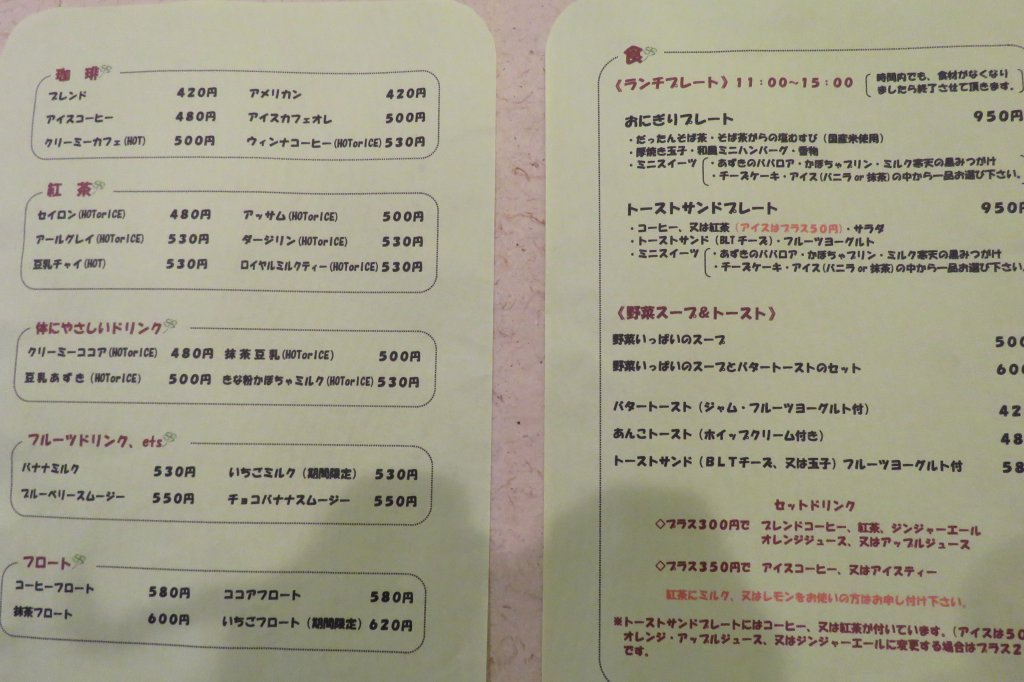 珈琲
ブレンド 420円 アメリカン 420円
アイスコーヒー 480円 アイスカフェオレ 500円
クリーミーカフェ(HOT) 500円 ウィンナコーヒー(HOTorICE) 530円
紅茶
セイロン(HOTorICE) 480円 アッサム(HOTorICE) 500円
アールグレイ(HOTorICE) 530円 ダージリン(HOTorICE) 530円
豆乳チャイ(HOT) 530円 ロイヤルミルクティー(HOTorICE) 530円
体にやさしいドリンク
クリーミーココア(HOTorICE) 480円 抹茶豆乳(HOTorICE) 500円
豆乳あずき(HOTorICE) 500円 きな粉かぼちゃミルク(HOTorICE) 530円
フルーツドリンク、ets
バナナミルク 530円 いちごミルク（期間限定） 530円
ブルーベリースムージー 550円 チョコバナナスムージー 550円
フロート
コーヒーフロート 580円 ココアフロート 580円
抹茶フロート 600円 いちごフロート（期間限定） 620円
食
《ランチプレート》11：00～15：00 時間内でも、食材がなくなり
ましたら終了させて頂きます。
おにぎりプレート 950円
・だったんそば茶・そば茶がらの塩むすび（国産米使用）
・厚焼き玉子・和風ミニハンバーグ・香物
・ミニスイーツ ・あずきのババロア・かぼちゃプリン・ミルク寒天の黒みつがけ
・チーズケーキ・アイス(バニラor抹茶)の中から一品お選び下さい。
トーストサンドプレート 950円
・コーヒー、又は紅茶（アイスはプラス50円）・サラダ
・トーストサンド（BLTチーズ）・フルーツヨーグルト
・ミニスイーツ ・あずきのババロア・かぼちゃプリン・ミルク寒天の黒みつがけ
・チーズケーキ・アイス(バニラor抹茶)の中から一品お選び下さい。
《野菜スープ&トースト》
野菜いっぱいのスープ 500
野菜いっぱいのスープとバタートーストのセット 600
バタートースト（ジャム・フルーツヨーグルト付） 42
あんこトースト（ホイップクリーム付き） 48
トーストサンド（BLTチーズ、又は玉子）フルーツヨーグルト付 58
セットドリンク
◇プラス300円で ブレンドコーヒー、紅茶、ジンジャーエール
オレンジジュース、又はアップルジュース
◇プラス350円で アイスコーヒー、又はアイスティー
紅茶にミルク、又はレモンをお使いの方はお申し付け下さい。
※トーストサンドプレートにはコーヒー、又は紅茶が付いています。（アイスは50
オレンジ・アップルジュース、又はジンジャーエールに変更する場合はプラス2
です。